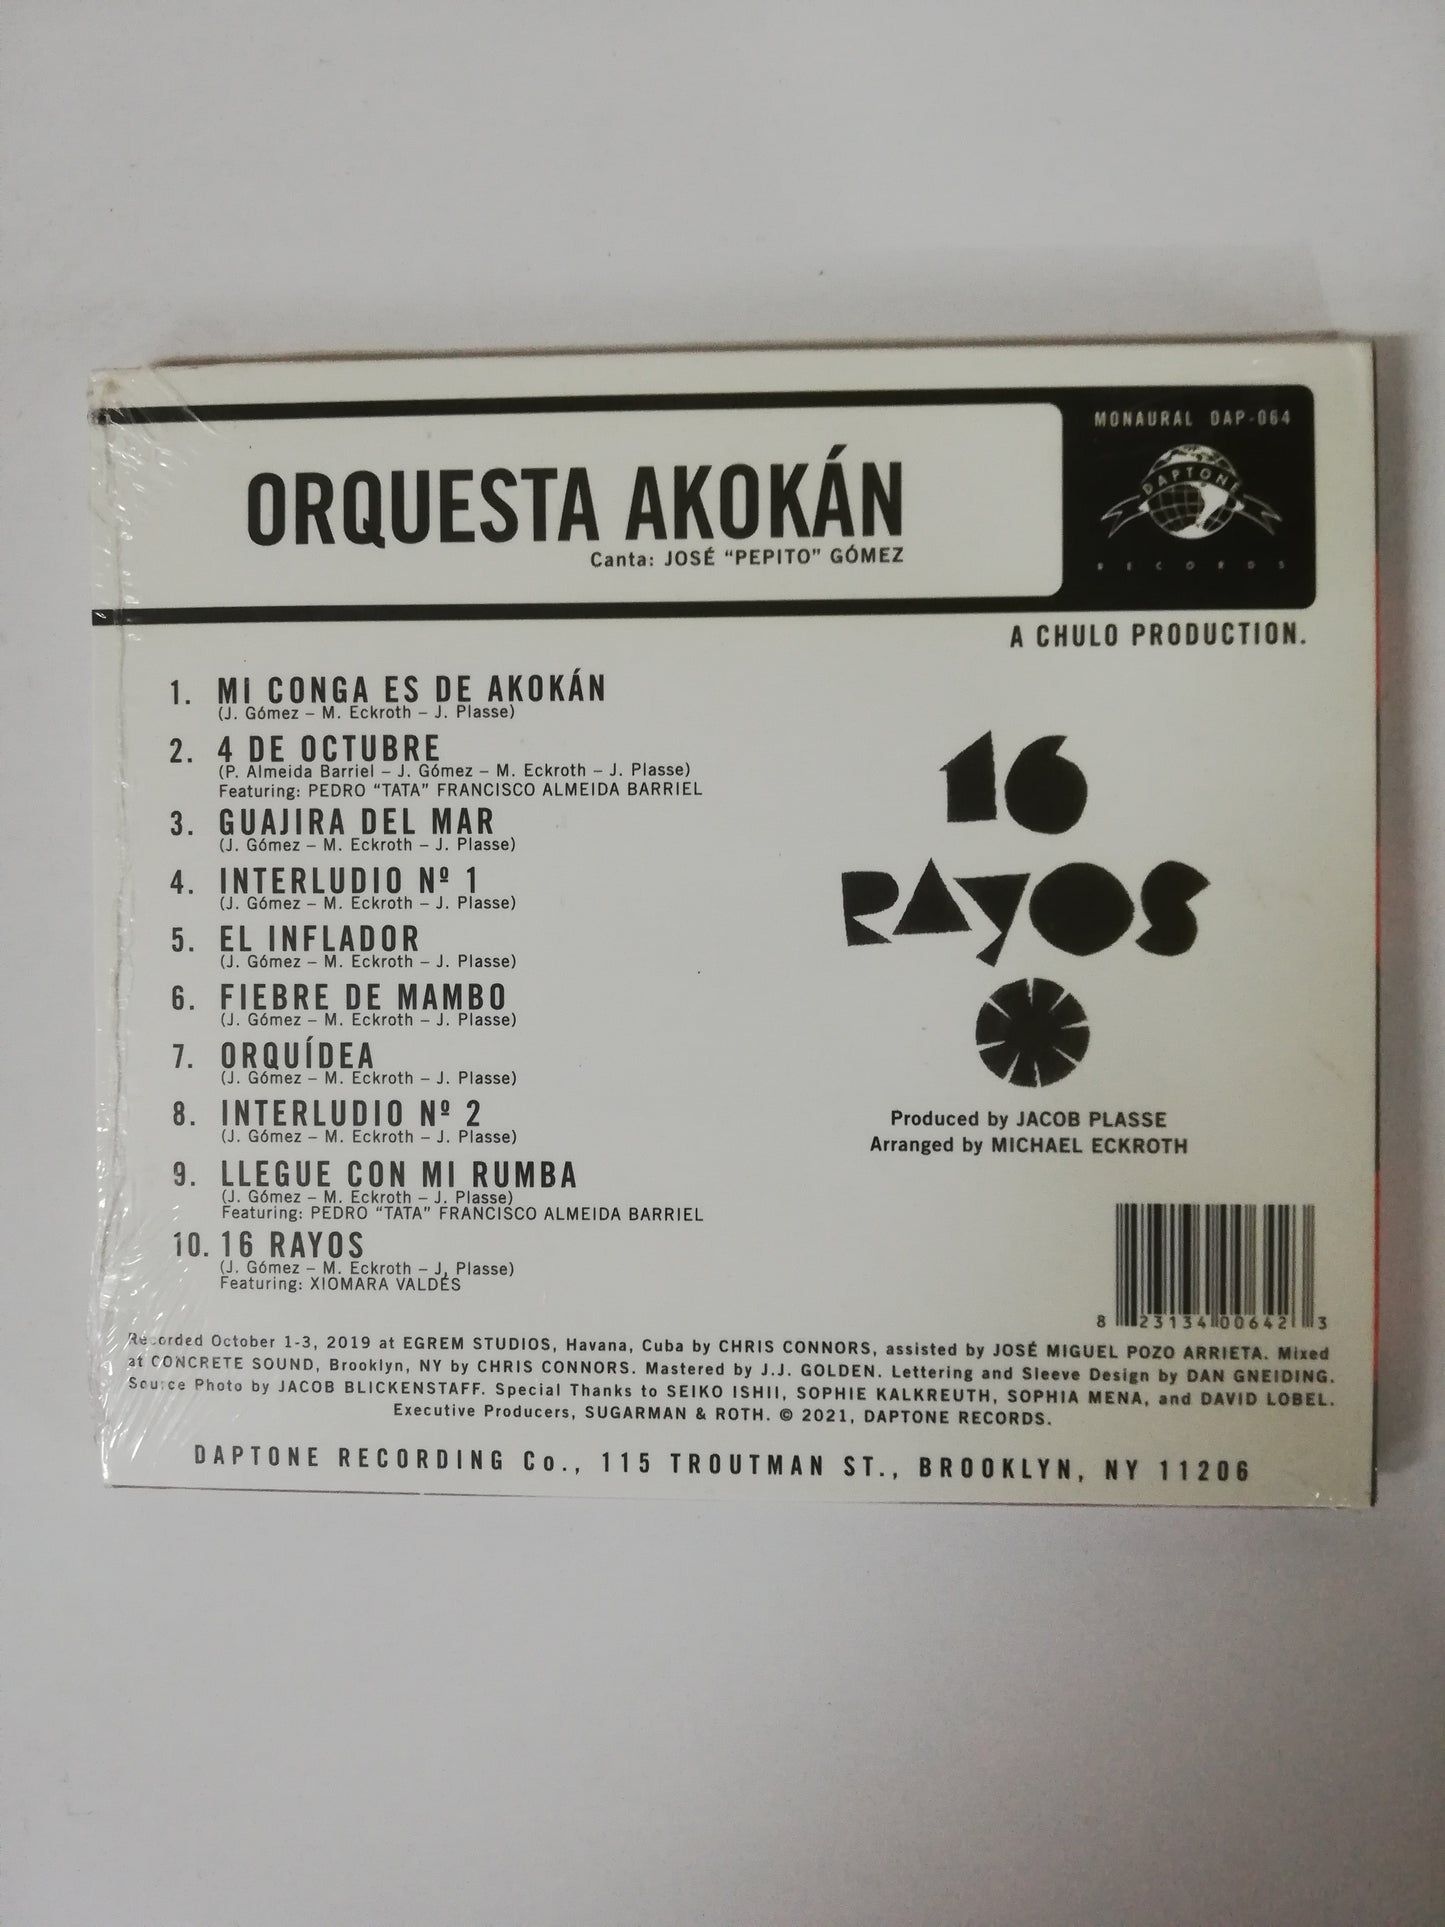 MONAURAL DAP-064
DAPTONE
RECORDS
ORQUESTA AKOKÁN
Canta: JOSÉ “PEPITO” GÓMEZ
A CHULO PRODUCTION.
1. MI CONGA ES DE AKOKÁN
(J. Gómez – M. Eckroth – J. Plasse)
2. 4 DE OCTUBRE
(P. Almeida Barriel – J. Gómez – M. Eckroth – J. Plasse)
Featuring: PEDRO “TATA” FRANCISCO ALMEIDA BARRIEL
3. GUAJIRA DEL MAR
(J. Gómez – M. Eckroth – J. Plasse)
4. INTERLUDIO Nº 1
(J. Gómez – M. Eckroth – J. Plasse)
5. EL INFLADOR
(J. Gómez – M. Eckroth – J. Plasse)
6. FIEBRE DE MAMBO
(J. Gómez – M. Eckroth – J. Plasse)
7. ORQUÍDEA
(J. Gómez – M. Eckroth – J. Plasse)
8. INTERLUDIO Nº 2
(J. Gómez – M. Eckroth – J. Plasse)
9. LLEGUE CON MI RUMBA
(J. Gómez – M. Eckroth – J. Plasse)
Featuring: PEDRO “TATA” FRANCISCO ALMEIDA BARRIEL
10. 16 RAYOS
(J. Gómez – M. Eckroth – J. Plasse)
Featuring: XIOMARA VALDÉS
16
RAYOS
Produced by JACOB PLASSE
Arranged by MICHAEL ECKROTH
8 23134 00642 3
Recorded October 1-3, 2019 at EGREM STUDIOS, Havana, Cuba by CHRIS CONNORS, assisted by JOSÉ MIGUEL POZO ARRIETA. Mixed
at CONCRETE SOUND, Brooklyn, NY by CHRIS CONNORS. Mastered by J.J. GOLDEN. Lettering and Sleeve Design by DAN GNEIDING.
Source Photo by JACOB BLICKENSTAFF. Special Thanks to SEIKO ISHII, SOPHIE KALKREUTH, SOPHIA MENA, and DAVID LOBEL.
Executive Producers, SUGARMAN & ROTH. © 2021, DAPTONE RECORDS.
DAPTONE RECORDING Co., 115 TROUTMAN ST., BROOKLYN, NY 11206